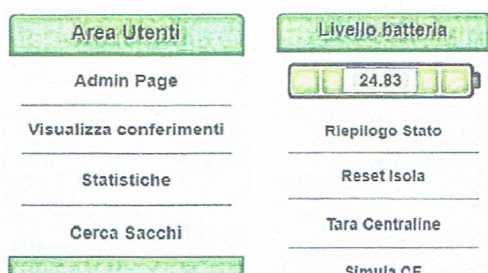 Area Utenti
Admin Page
Visualizza conferimenti
Statistiche
Cerca Sacchi
Livello batteria
24.83
Riepilogo Stato
Reset Isola
Tara Centraline
Simula CF